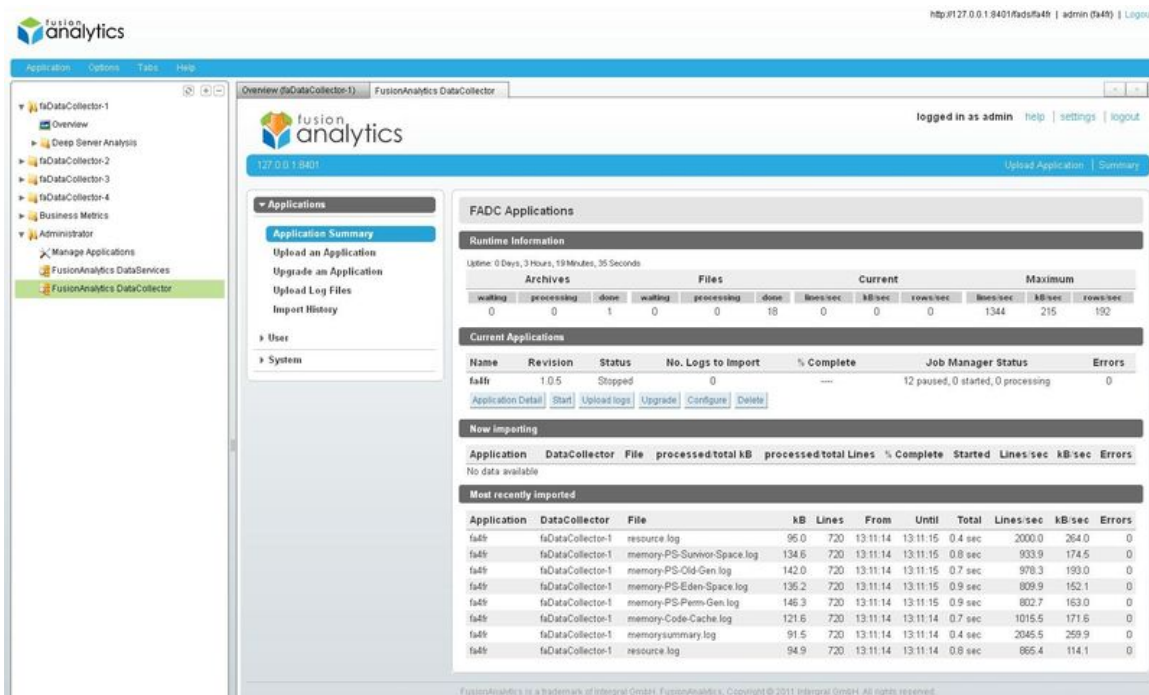 http://127.0.0.1:8401/fads/fa4fr | admin (fa4fr) | Logout
fusion
analytics
Application Options Tabs Help
faDataCollector-1
Overview
Deep Server Analysis
faDataCollector-2
faDataCollector-3
faDataCollector-4
Business Metrics
Administrator
Manage Applications
FusionAnalytics DataServices
FusionAnalytics DataCollector
Overview (faDataCollector-1) FusionAnalytics DataCollector
fusion
analytics
logged in as admin help | settings | logout
127.0.0.1:8401 Upload Application | Summary
Applications
Application Summary
Upload an Application
Upgrade an Application
Upload Log Files
Import History
User
System
FADC Applications
Runtime Information
Uptime: 0 Days, 3 Hours, 19 Minutes, 35 Seconds
Archives Files Current Maximum
waiting processing done waiting processing done lines/sec kB/sec rows/sec lines/sec kB/sec rows/sec
0 0 1 0 0 18 0 0 0 1344 215 192
Current Applications
Name Revision Status No. Logs to Import % Complete Job Manager Status Errors
fa4fr 1.0.5 Stopped 0 ---- 12 paused, 0 started, 0 processing 0
Application Detail Start Upload logs Upgrade Configure Delete
Now importing
Application DataCollector File processed/total kB processed/total Lines % Complete Started Lines/sec kB/sec Errors
No data available
Most recently imported
Application DataCollector File kB Lines From Until Total Lines/sec kB/sec Errors
fa4fr faDataCollector-1 resource.log 95.0 720 13:11:14 13:11:15 0.4 sec 2000.0 264.0 0
fa4fr faDataCollector-1 memory-PS-Survivor-Space.log 134.6 720 13:11:14 13:11:15 0.8 sec 933.9 174.5 0
fa4fr faDataCollector-1 memory-PS-Old-Gen.log 142.0 720 13:11:14 13:11:15 0.7 sec 978.3 193.0 0
fa4fr faDataCollector-1 memory-PS-Eden-Space.log 135.2 720 13:11:14 13:11:15 0.9 sec 809.9 152.1 0
fa4fr faDataCollector-1 memory-PS-Perm-Gen.log 146.3 720 13:11:14 13:11:15 0.9 sec 802.7 163.0 0
fa4fr faDataCollector-1 memory-Code-Cache.log 121.6 720 13:11:14 13:11:14 0.7 sec 1015.5 171.6 0
fa4fr faDataCollector-1 memorysummary.log 91.5 720 13:11:14 13:11:14 0.4 sec 2045.5 259.9 0
fa4fr faDataCollector-1 resource.log 94.9 720 13:11:14 13:11:14 0.8 sec 865.4 114.1 0
FusionAnalytics is a trademark of Intergral GmbH. FusionAnalytics, Copyright © 2011 Intergral GmbH. All rights reserved.